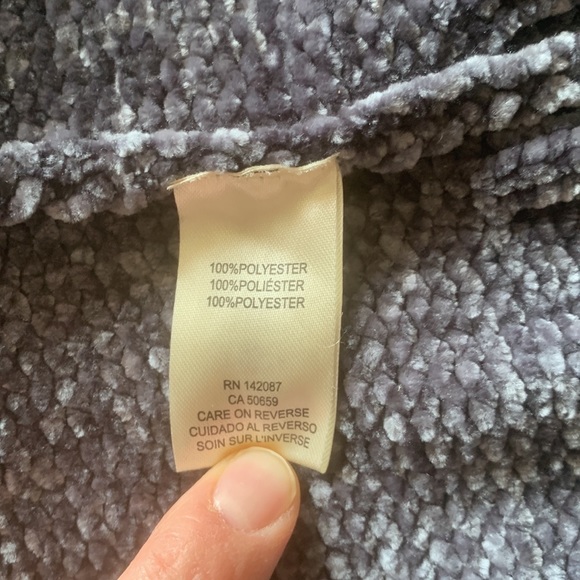 100%POLYESTER
100%POLIÉSTER
100%POLYESTER
RN 142087
CA 50659
CARE ON REVERSE
CUIDADO AL REVERSO
SOIN SUR L'INVERSE